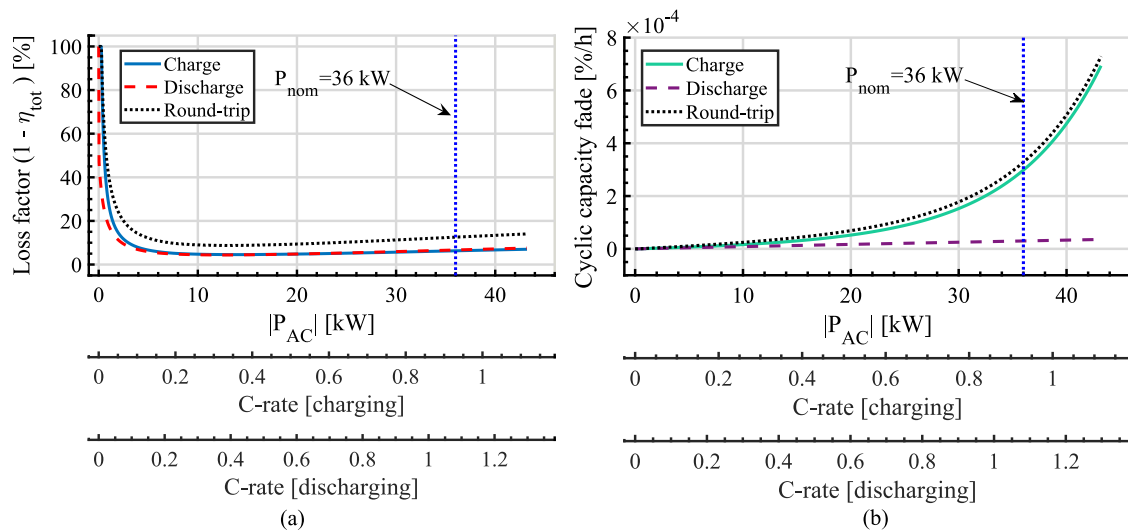 Loss factor (1 - η_tot) [%]
100
80
60
40
20
0
Charge
Discharge
Round-trip
P_nom=36 kW
0 10 20 30 40
|P_AC| [kW]
0 0.2 0.4 0.6 0.8 1
C-rate [charging]
0 0.2 0.4 0.6 0.8 1 1.2
C-rate [discharging]
(a)
×10^-4
Cyclic capacity fade [%/h]
8
6
4
2
0
Charge
Discharge
Round-trip
P_nom=36 kW
0 10 20 30 40
|P_AC| [kW]
0 0.2 0.4 0.6 0.8 1
C-rate [charging]
0 0.2 0.4 0.6 0.8 1 1.2
C-rate [discharging]
(b)